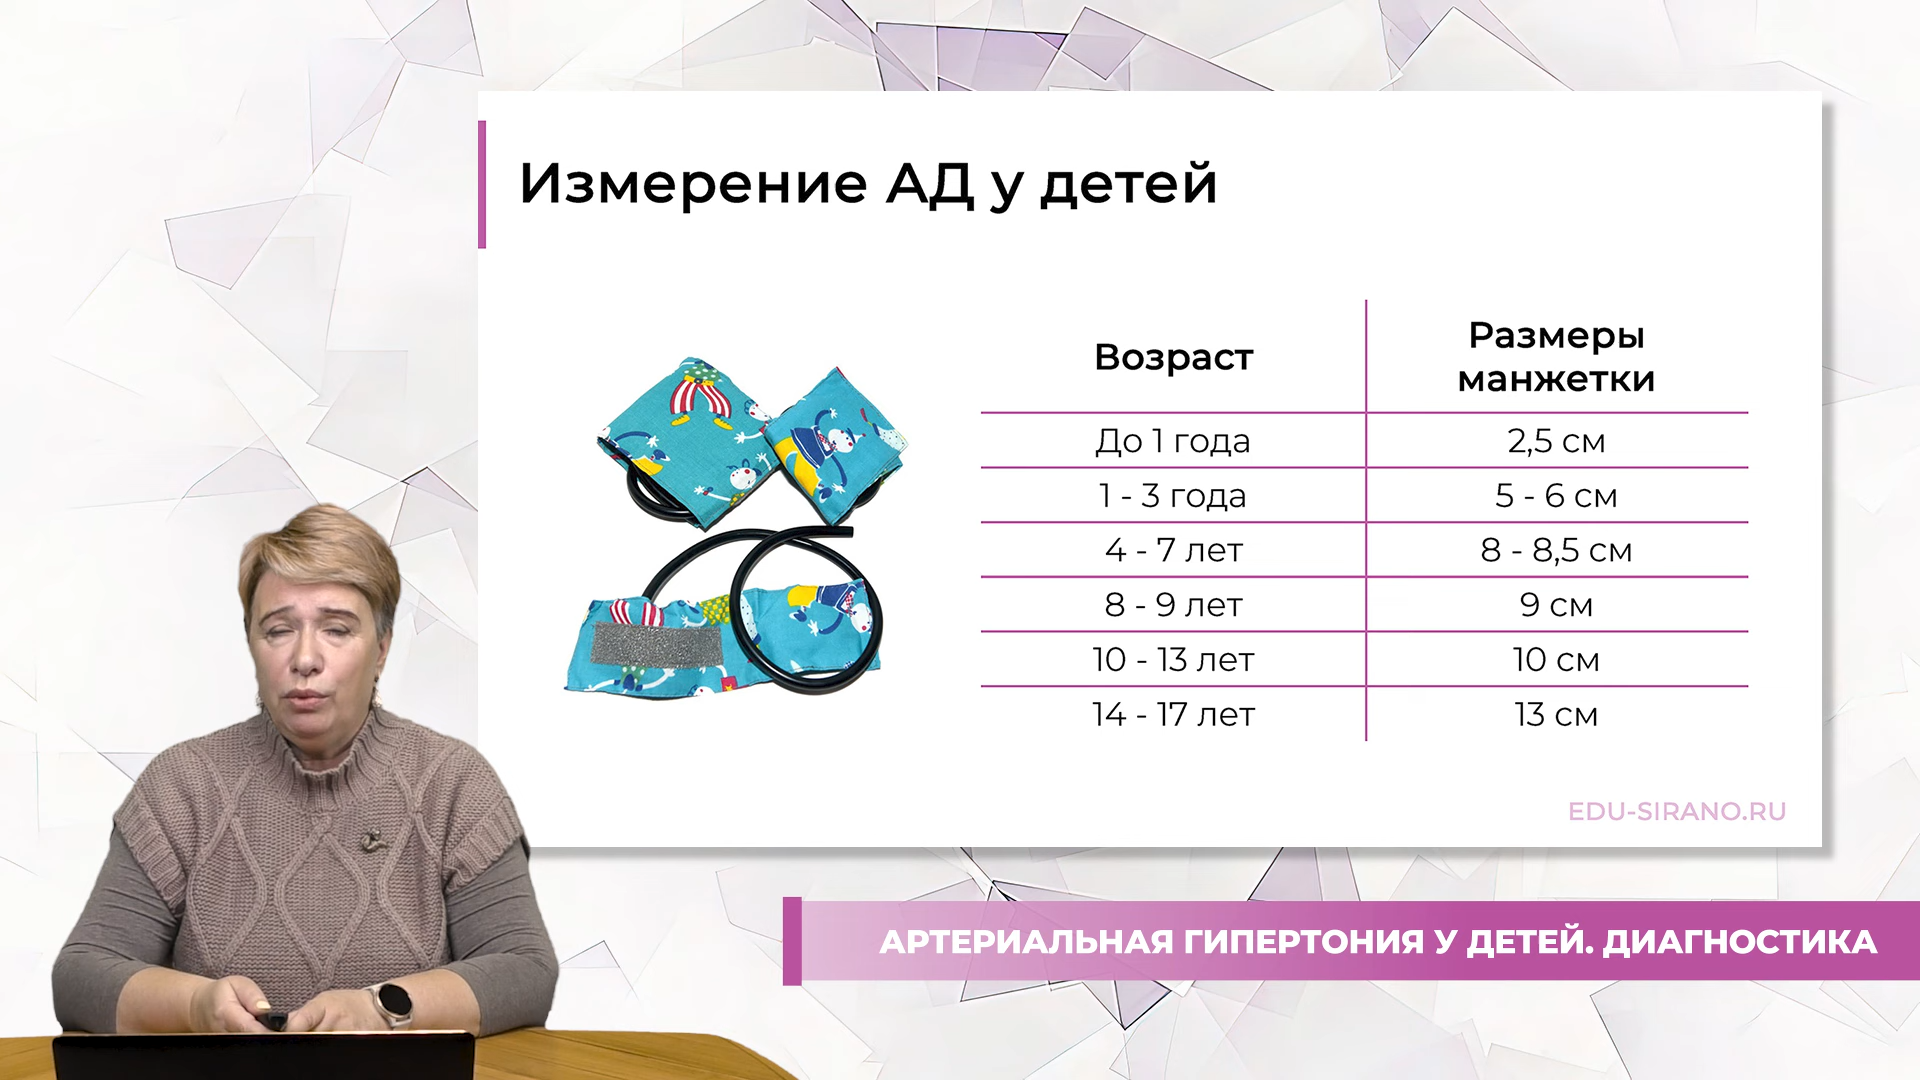 Измерение АД у детей
Возраст
Размеры
манжетки
До 1 года
2,5 см
1 - 3 года
5 - 6 см
4 - 7 лет
8 - 8,5 см
8 - 9 лет
9 см
10 - 13 лет
10 см
14 - 17 лет
13 см
EDU-SIRANO.RU
АРТЕРИАЛЬНАЯ ГИПЕРТОНИЯ У ДЕТЕЙ. ДИАГНОСТИКА